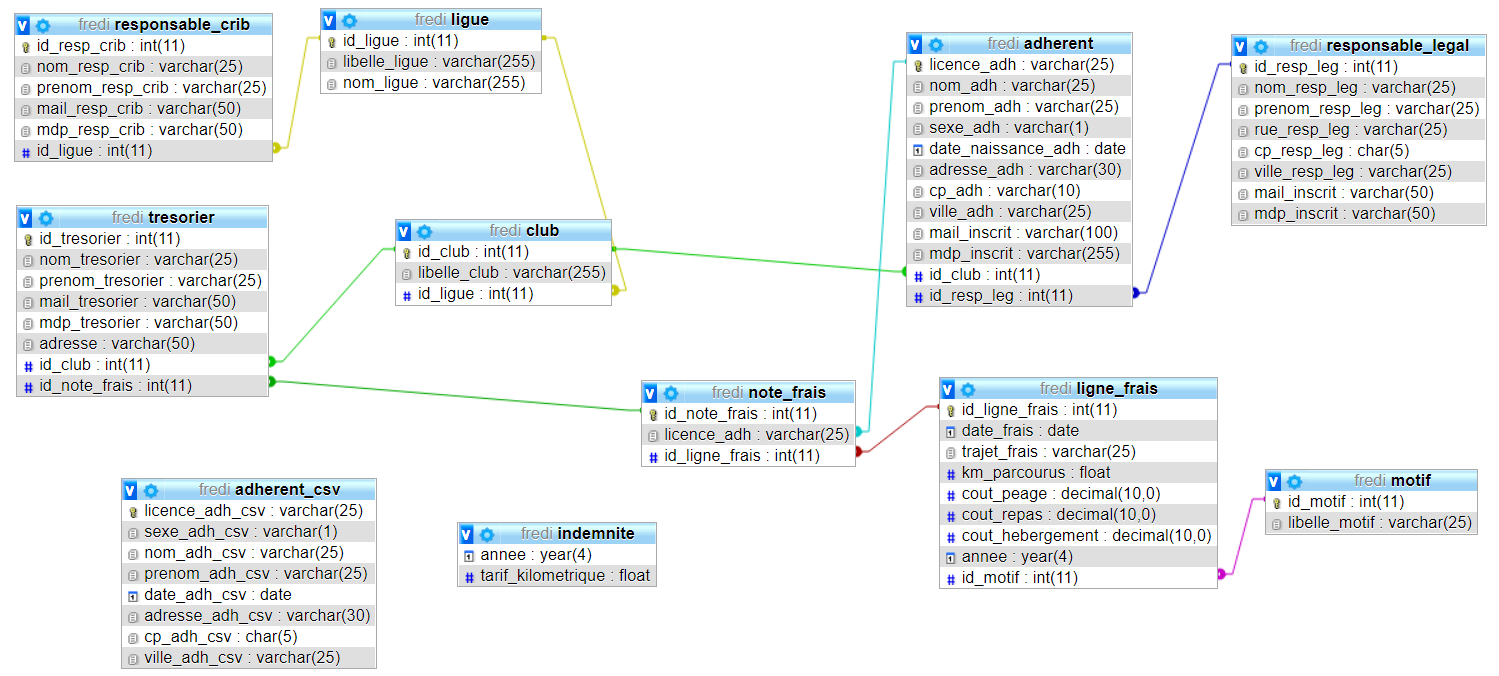 fredi responsable_crib
id_resp_crib : int(11)
nom_resp_crib : varchar(25)
prenom_resp_crib : varchar(25)
mail_resp_crib : varchar(50)
mdp_resp_crib : varchar(50)
id_ligue : int(11)
fredi ligue
id_ligue : int(11)
libelle_ligue : varchar(255)
nom_ligue : varchar(255)
fredi adherent
licence_adh : varchar(25)
nom_adh : varchar(25)
prenom_adh : varchar(25)
sexe_adh : varchar(1)
date_naissance_adh : date
adresse_adh : varchar(30)
cp_adh : varchar(10)
ville_adh : varchar(25)
mail_inscrit : varchar(100)
mdp_inscrit : varchar(255)
id_club : int(11)
id_resp_leg : int(11)
fredi responsable_legal
id_resp_leg : int(11)
nom_resp_leg : varchar(25)
prenom_resp_leg : varchar(25)
rue_resp_leg : varchar(25)
cp_resp_leg : char(5)
ville_resp_leg : varchar(25)
mail_inscrit : varchar(50)
mdp_inscrit : varchar(50)
fredi tresorier
id_tresorier : int(11)
nom_tresorier : varchar(25)
prenom_tresorier : varchar(25)
mail_tresorier : varchar(50)
mdp_tresorier : varchar(50)
adresse : varchar(50)
id_club : int(11)
id_note_frais : int(11)
fredi club
id_club : int(11)
libelle_club : varchar(255)
id_ligue : int(11)
fredi note_frais
id_note_frais : int(11)
licence_adh : varchar(25)
id_ligne_frais : int(11)
fredi ligne_frais
id_ligne_frais : int(11)
date_frais : date
trajet_frais : varchar(25)
km_parcourus : float
cout_peage : decimal(10,0)
cout_repas : decimal(10,0)
cout_hebergement : decimal(10,0)
annee : year(4)
id_motif : int(11)
fredi motif
id_motif : int(11)
libelle_motif : varchar(25)
fredi adherent_csv
licence_adh_csv : varchar(25)
sexe_adh_csv : varchar(1)
nom_adh_csv : varchar(25)
prenom_adh_csv : varchar(25)
date_adh_csv : date
adresse_adh_csv : varchar(30)
cp_adh_csv : char(5)
ville_adh_csv : varchar(25)
fredi indemnite
annee : year(4)
tarif_kilometrique : float